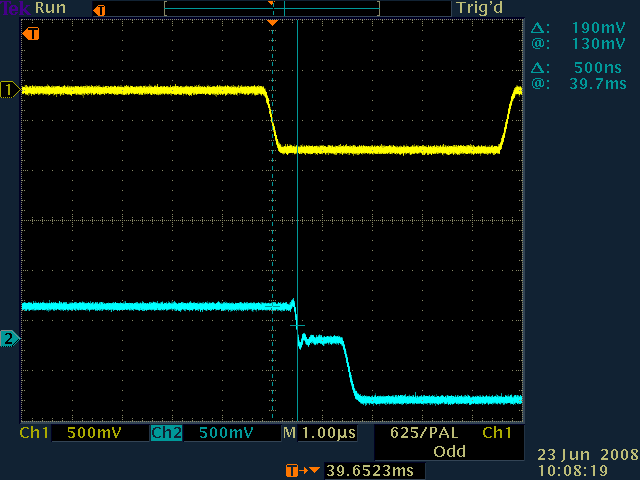 Tek Run T Trig'd
T
Δ: 190mV
@: 130mV
Δ: 500ns
@: 39.7ms
1
2
Ch1 500mV Ch2 500mV M 1.00µs 625/PAL Ch1
Odd
T 39.6523ms
23 Jun 2008
10:08:19